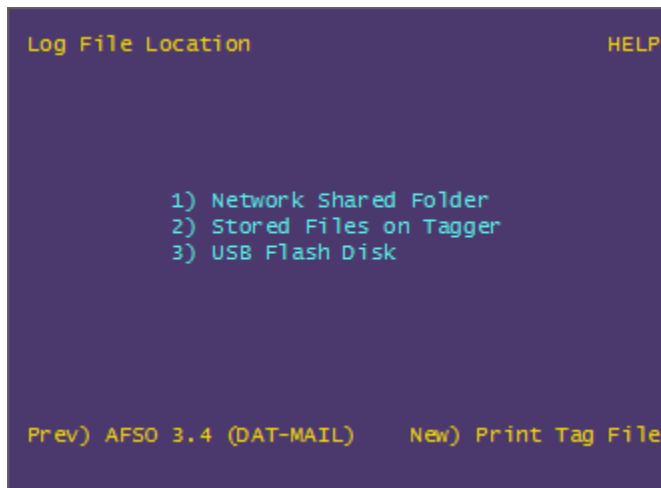 Log File Location HELP
1) Network Shared Folder
2) Stored Files on Tagger
3) USB Flash Disk
Prev) AFSO 3.4 (DAT-MAIL) New) Print Tag File